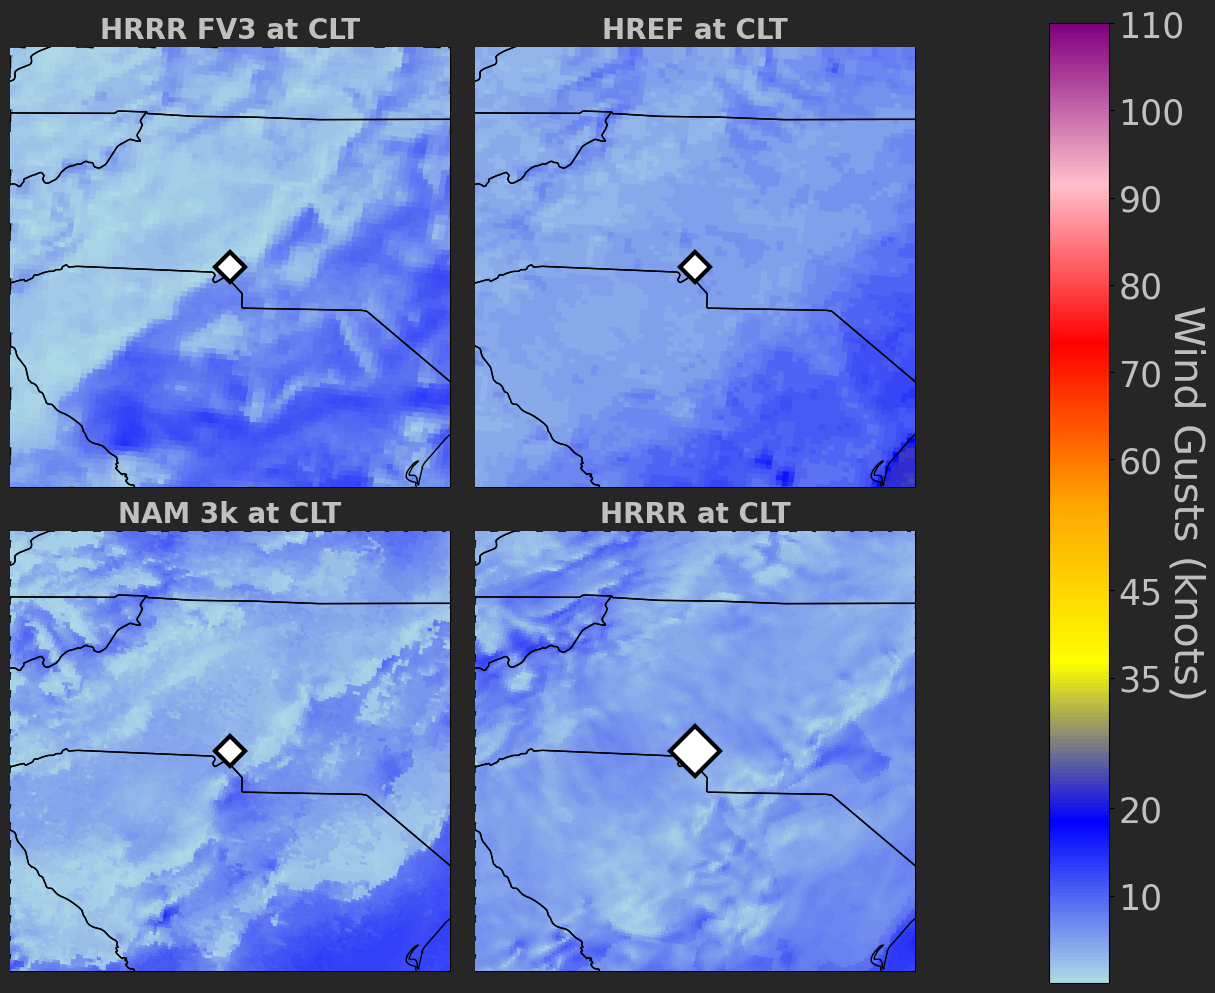 HRRR FV3 at CLT
HREF at CLT
NAM 3k at CLT
HRRR at CLT
110
100
90
80
70
60
45
35
20
10
Wind Gusts (knots)